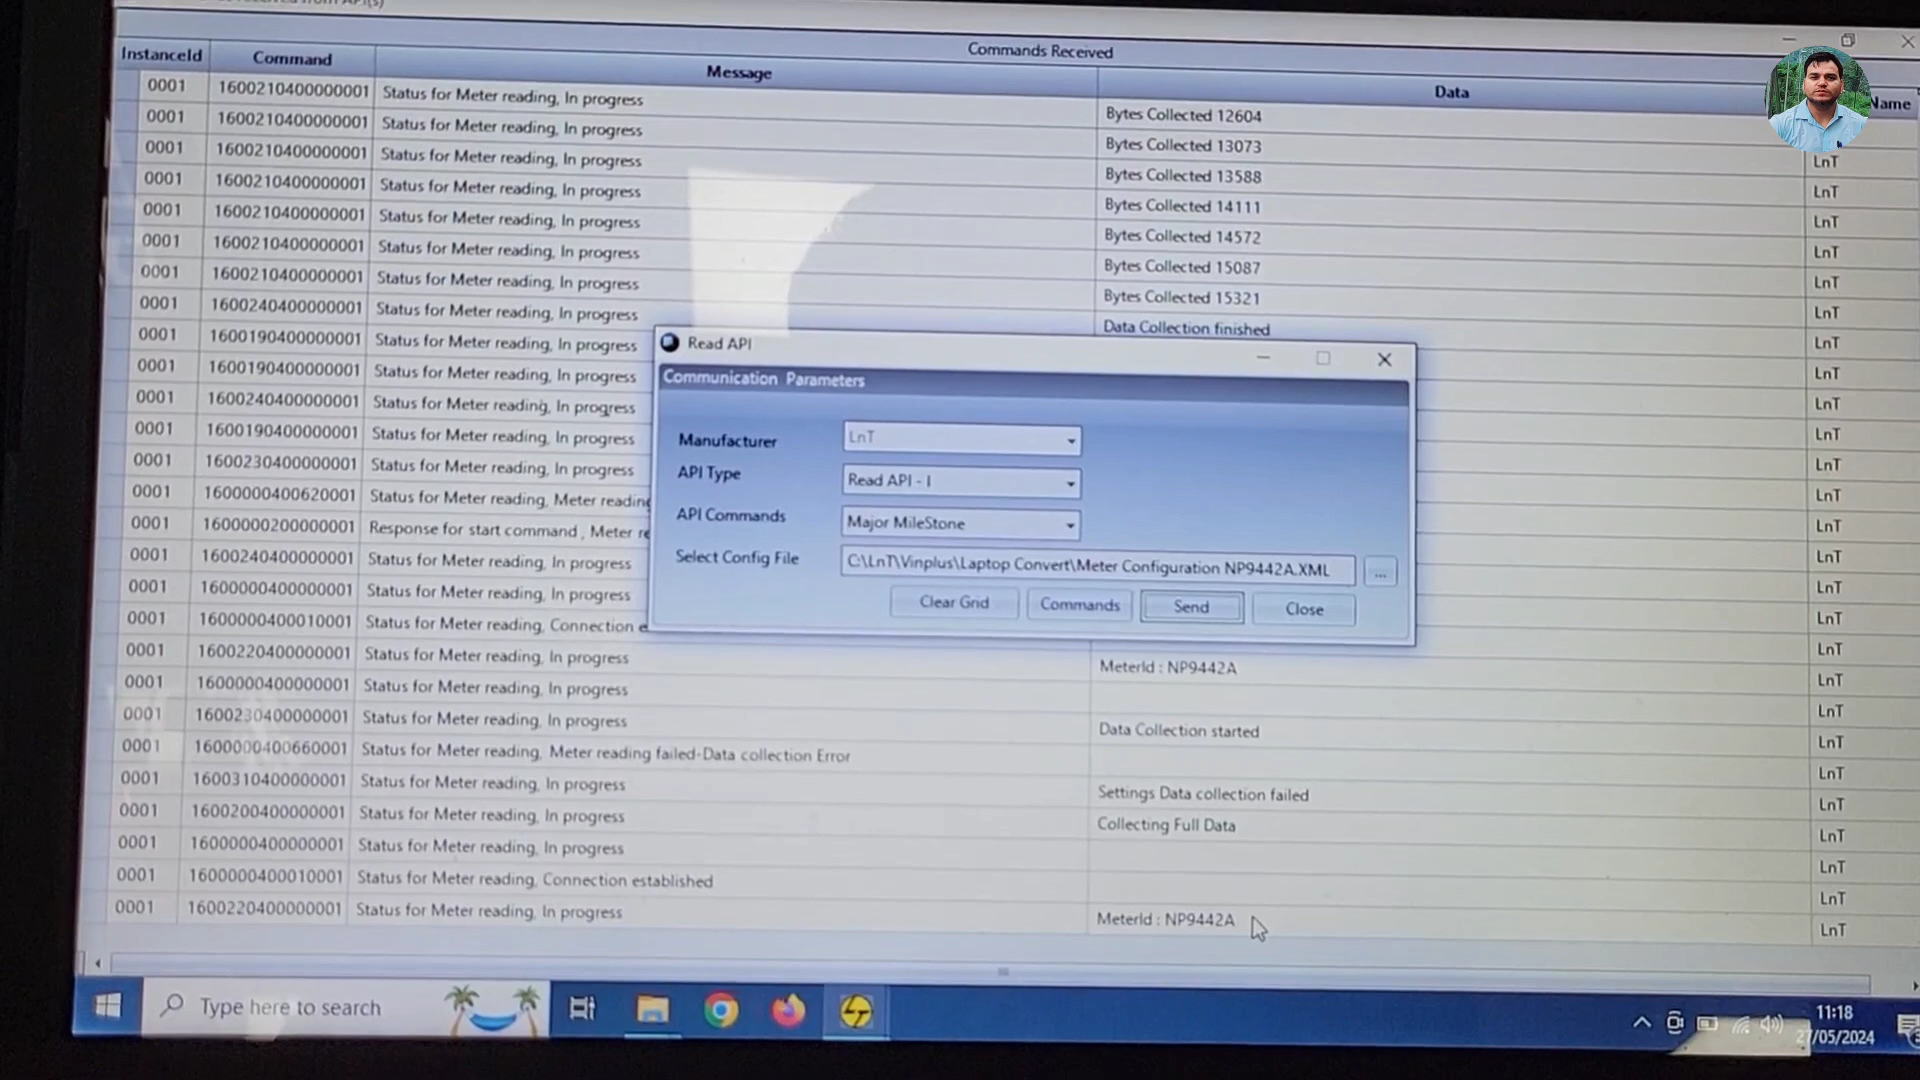 Commands Received
InstanceId Command Message Data Name
0001 1600210400000001 Status for Meter reading, In progress Bytes Collected 12604
0001 1600210400000001 Status for Meter reading, In progress Bytes Collected 13073 LnT
0001 1600210400000001 Status for Meter reading, In progress Bytes Collected 13588 LnT
0001 1600210400000001 Status for Meter reading, In progress Bytes Collected 14111 LnT
0001 1600210400000001 Status for Meter reading, In progress Bytes Collected 14572 LnT
0001 1600210400000001 Status for Meter reading, In progress Bytes Collected 15087 LnT
0001 1600210400000001 Status for Meter reading, In progress Bytes Collected 15321 LnT
0001 1600240400000001 Status for Meter reading, In progress Data Collection finished LnT
0001 1600190400000001 Status for Meter reading, In progress LnT
0001 1600190400000001 Status for Meter reading, In progress LnT
0001 1600240400000001 Status for Meter reading, In progress LnT
0001 1600190400000001 Status for Meter reading, In progress LnT
0001 1600230400000001 Status for Meter reading, In progress LnT
0001 1600000400620001 Status for Meter reading, Meter reading LnT
0001 1600000200000001 Response for start command , Meter LnT
0001 1600240400000001 Status for Meter reading, In progress LnT
0001 1600000400000001 Status for Meter reading, In progress LnT
0001 1600000400010001 Status for Meter reading, Connection LnT
0001 1600220400000001 Status for Meter reading, In progress MeterId : NP9442A LnT
0001 1600000400000001 Status for Meter reading, In progress LnT
0001 1600230400000001 Status for Meter reading, In progress Data Collection started LnT
0001 1600000400660001 Status for Meter reading, Meter reading failed-Data collection Error LnT
0001 1600310400000001 Status for Meter reading, In progress Settings Data collection failed LnT
0001 1600200400000001 Status for Meter reading, In progress Collecting Full Data LnT
0001 1600000400000001 Status for Meter reading, In progress LnT
0001 1600000400010001 Status for Meter reading, Connection established LnT
0001 1600220400000001 Status for Meter reading, In progress MeterId : NP9442A LnT
Read API
Communication Parameters
Manufacturer LnT
API Type Read API - I
API Commands Major MileStone
Select Config File C:\LnT\Vinplus\Laptop Convert\Meter Configuration NP9442A.XML ...
Clear Grid Commands Send Close
Type here to search
11:18
27/05/2024